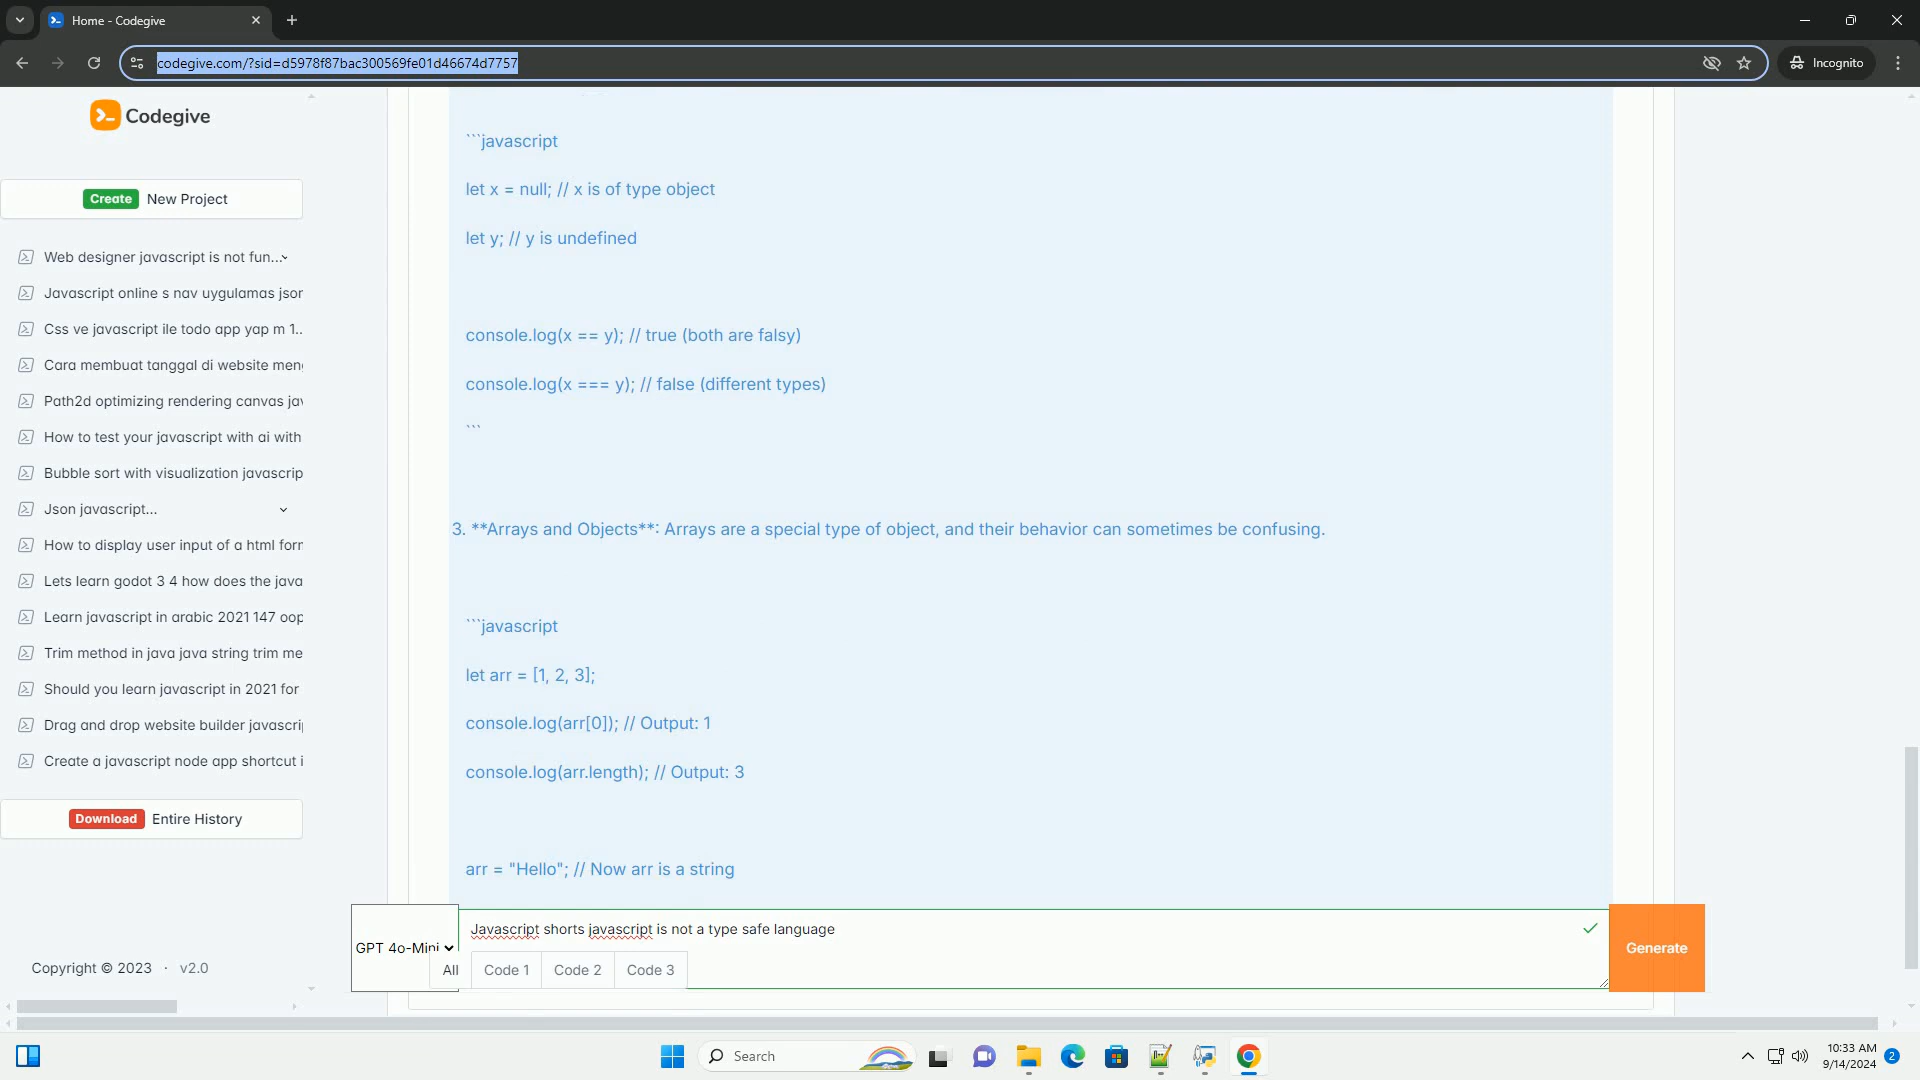 Home - Codegive
codegive.com/?sid=d5978f87bac300569fe01d46674d7757
Incognito
Codegive
Create New Project
Web designer javascript is not fun...
Javascript online s nav uygulamas jsor
Css ve javascript ile todo app yap m 1..
Cara membuat tanggal di website meng
Path2d optimizing rendering canvas jav
How to test your javascript with ai with
Bubble sort with visualization javascrip
Json javascript...
How to display user input of a html forn
Lets learn godot 3 4 how does the java
Learn javascript in arabic 2021 147 oop
Trim method in java java string trim me
Should you learn javascript in 2021 for
Drag and drop website builder javascrip
Create a javascript node app shortcut i
Download Entire History
Copyright © 2023 · v2.0
```javascript
let x = null; // x is of type object
let y; // y is undefined
console.log(x == y); // true (both are falsy)
console.log(x === y); // false (different types)
```
3. **Arrays and Objects**: Arrays are a special type of object, and their behavior can sometimes be confusing.
```javascript
let arr = [1, 2, 3];
console.log(arr[0]); // Output: 1
console.log(arr.length); // Output: 3
arr = "Hello"; // Now arr is a string
GPT 4o-Mini
Javascript shorts javascript is not a type safe language
All Code 1 Code 2 Code 3
Generate
Search
10:33 AM
9/14/2024
2